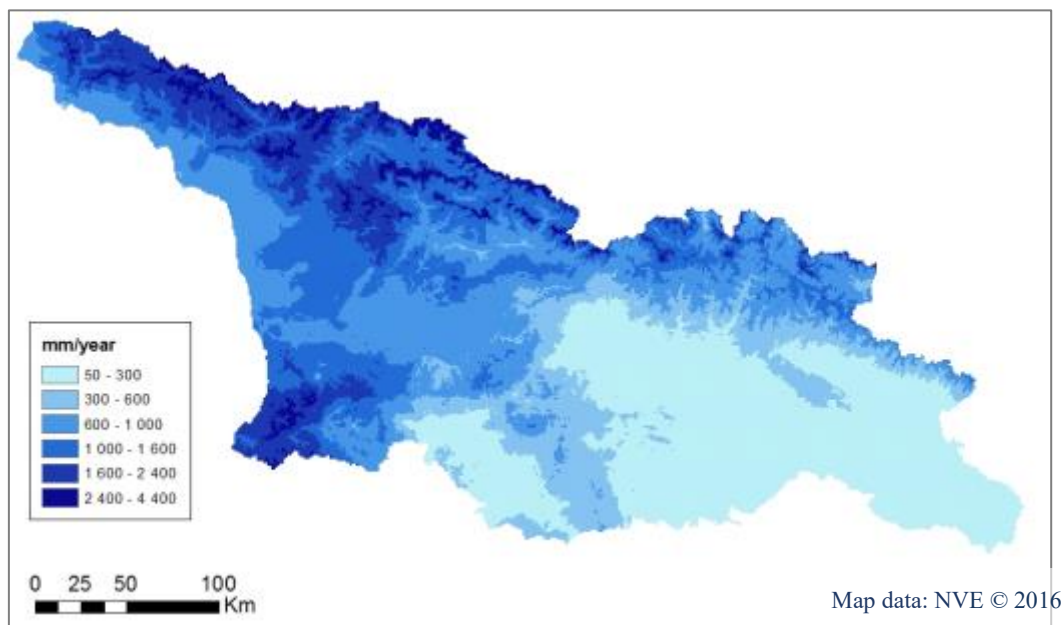 mm/year
50 - 300
300 - 600
600 - 1 000
1 000 - 1 600
1 600 - 2 400
2 400 - 4 400
0 25 50 100
Km
Map data: NVE © 2016